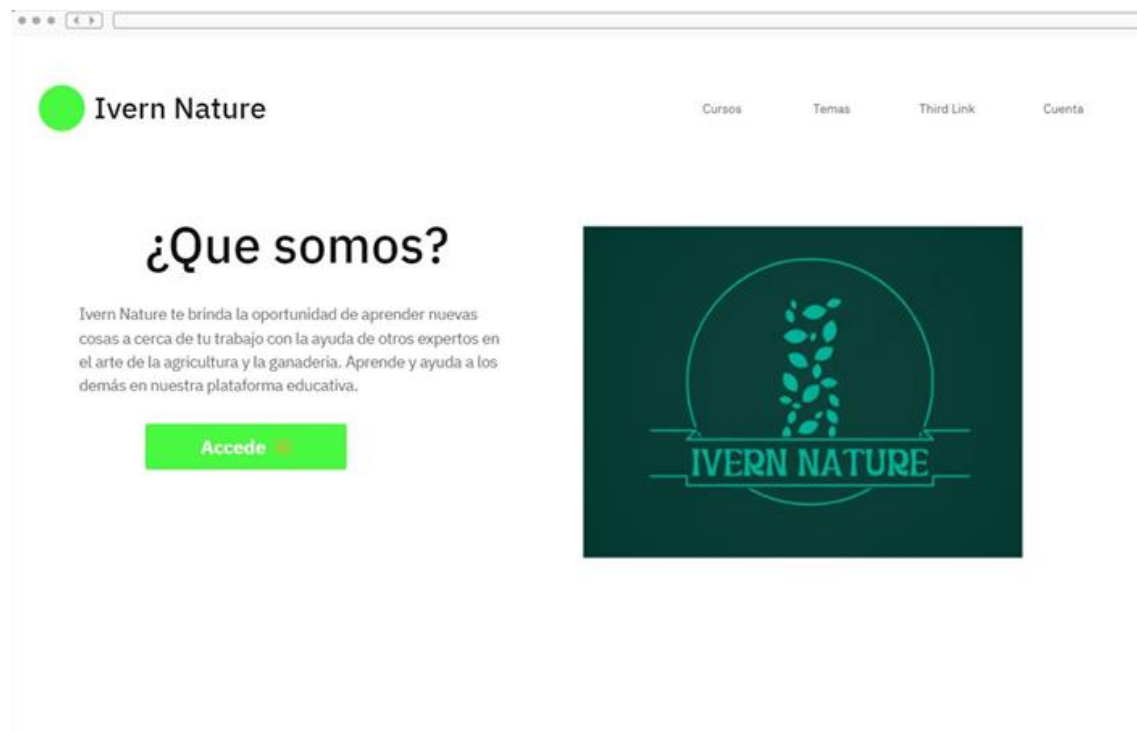 Ivern Nature
Cursos Temas Third Link Cuenta
¿Que somos?
Ivern Nature te brinda la oportunidad de aprender nuevas
cosas a cerca de tu trabajo con la ayuda de otros expertos en
el arte de la agricultura y la ganaderia. Aprende y ayuda a los
demás en nuestra plataforma educativa.
Accede
IVERN NATURE